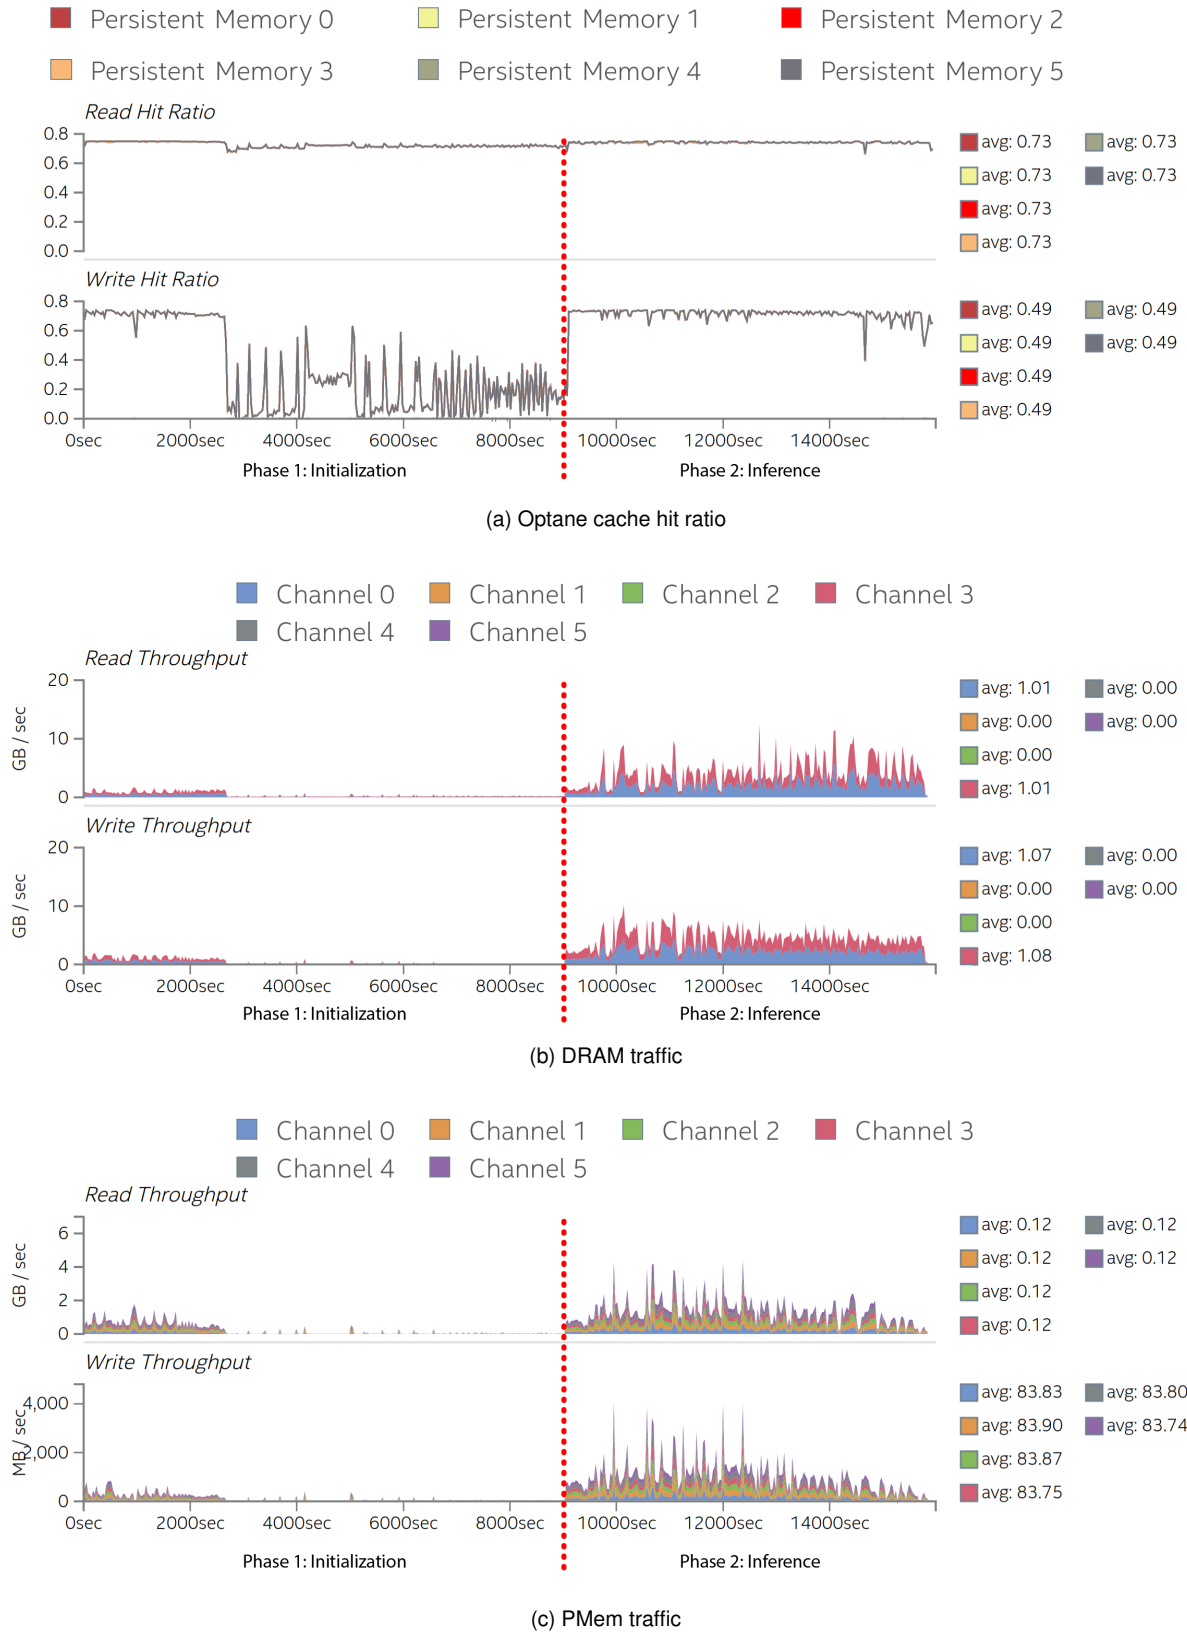 Persistent Memory 0 Persistent Memory 1 Persistent Memory 2
Persistent Memory 3 Persistent Memory 4 Persistent Memory 5
Read Hit Ratio
0.8
0.6
0.4
0.2
0.0
avg: 0.73 avg: 0.73
avg: 0.73 avg: 0.73
avg: 0.73
avg: 0.73
Write Hit Ratio
0.8
0.6
0.4
0.2
0.0
avg: 0.49 avg: 0.49
avg: 0.49 avg: 0.49
avg: 0.49
avg: 0.49
0sec 2000sec 4000sec 6000sec 8000sec 10000sec 12000sec 14000sec
Phase 1: Initialization Phase 2: Inference
(a) Optane cache hit ratio
Channel 0 Channel 1 Channel 2 Channel 3
Channel 4 Channel 5
Read Throughput
GB / sec
20
10
0
avg: 1.01 avg: 0.00
avg: 0.00 avg: 0.00
avg: 0.00
avg: 1.01
Write Throughput
GB / sec
20
10
0
avg: 1.07 avg: 0.00
avg: 0.00 avg: 0.00
avg: 0.00
avg: 1.08
0sec 2000sec 4000sec 6000sec 8000sec 10000sec 12000sec 14000sec
Phase 1: Initialization Phase 2: Inference
(b) DRAM traffic
Channel 0 Channel 1 Channel 2 Channel 3
Channel 4 Channel 5
Read Throughput
GB / sec
6
4
2
0
avg: 0.12 avg: 0.12
avg: 0.12 avg: 0.12
avg: 0.12
avg: 0.12
Write Throughput
MB / sec
4,000
2,000
0
avg: 83.83 avg: 83.80
avg: 83.90 avg: 83.74
avg: 83.87
avg: 83.75
0sec 2000sec 4000sec 6000sec 8000sec 10000sec 12000sec 14000sec
Phase 1: Initialization Phase 2: Inference
(c) PMem traffic